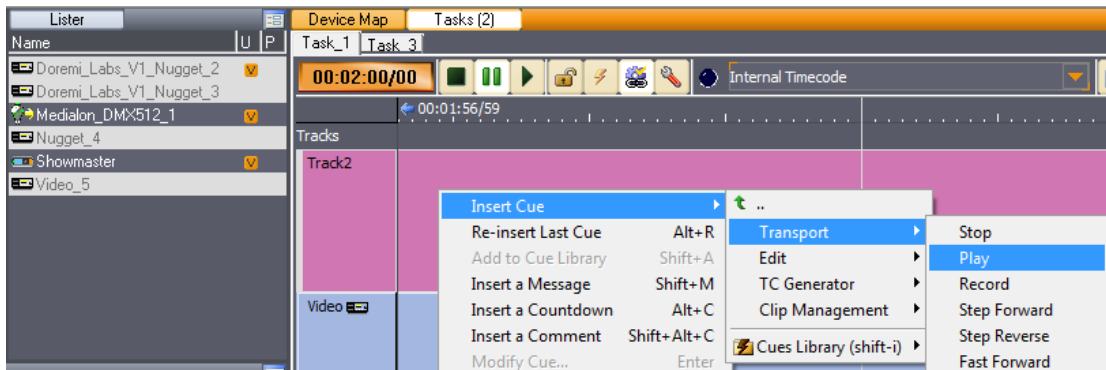 Lister
Device Map
Tasks (2)
Name
U
P
Task_1
Task_3
Doremi_Labs_V1_Nugget_2
V
00:02:00/00
Internal Timecode
Doremi_Labs_V1_Nugget_3
Medialon_DMX512_1
V
00:01:56/59
Nugget_4
Tracks
Showmaster
V
Track2
Video_5
Insert Cue
..
Re-insert Last Cue Alt+R
Transport
Stop
Add to Cue Library Shift+A
Edit
Play
Insert a Message Shift+M
TC Generator
Record
Video
Insert a Countdown Alt+C
Clip Management
Step Forward
Insert a Comment Shift+Alt+C
Cues Library (shift-i)
Step Reverse
Modify Cue... Enter
Fast Forward